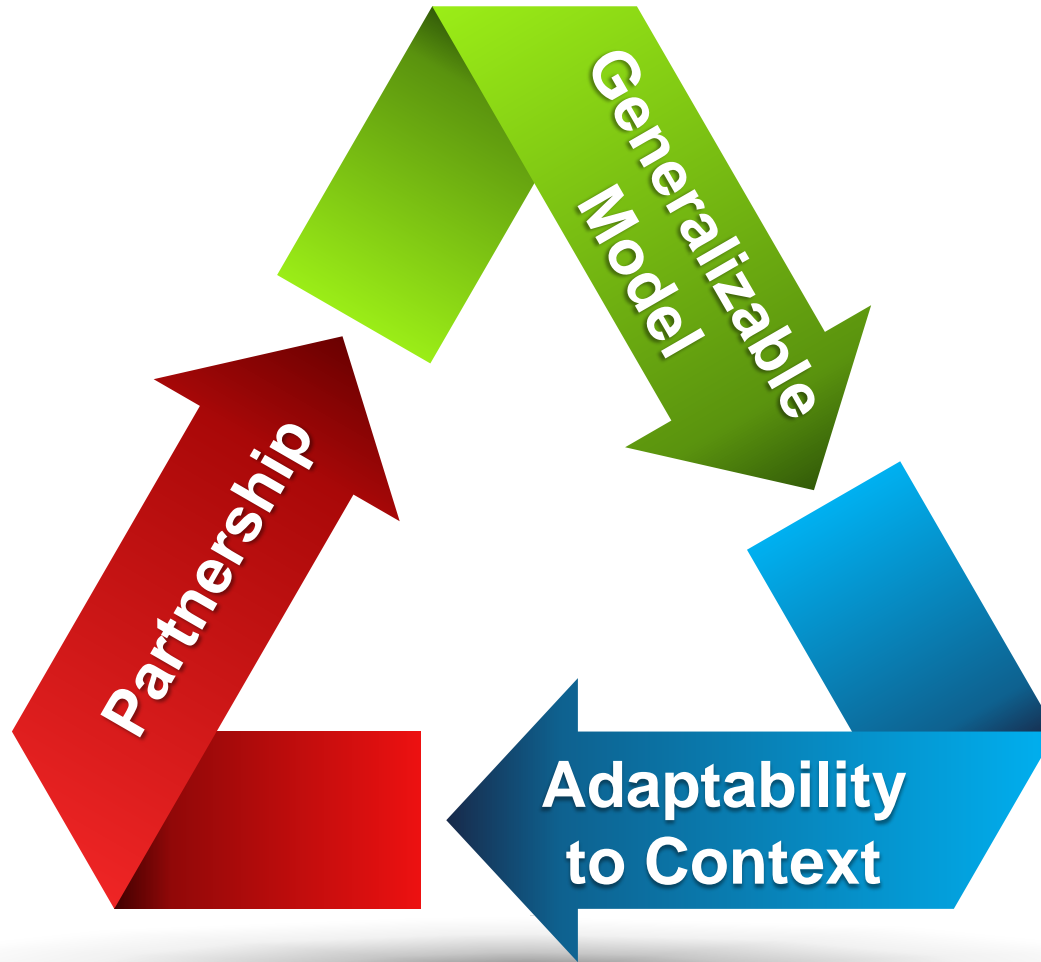 Generalizable
Model
Partnership
Adaptability
to Context